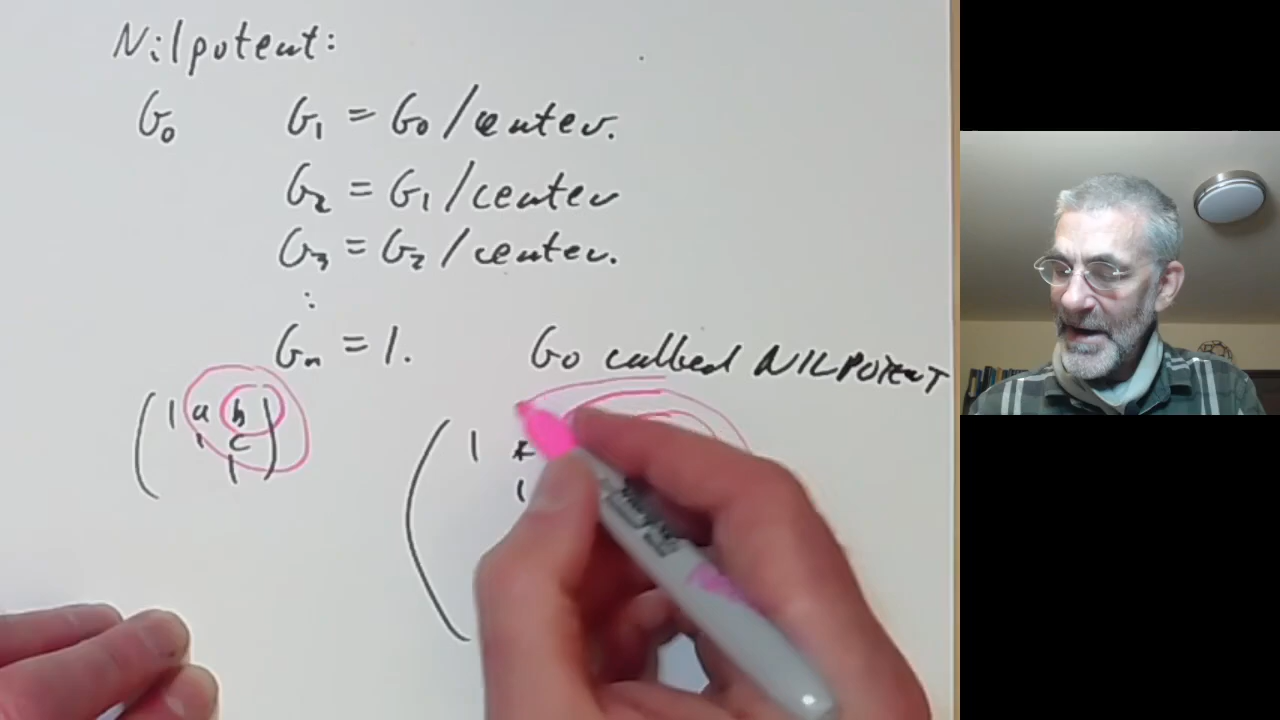 Nilpotent:
G₀ G₁ = G₀/center.
G₂ = G₁/center
G₃ = G₂/center.
:
Gₙ = 1. G₀ called NILPOTENT
( 1 a b )
1 c
1
( 1 *
1